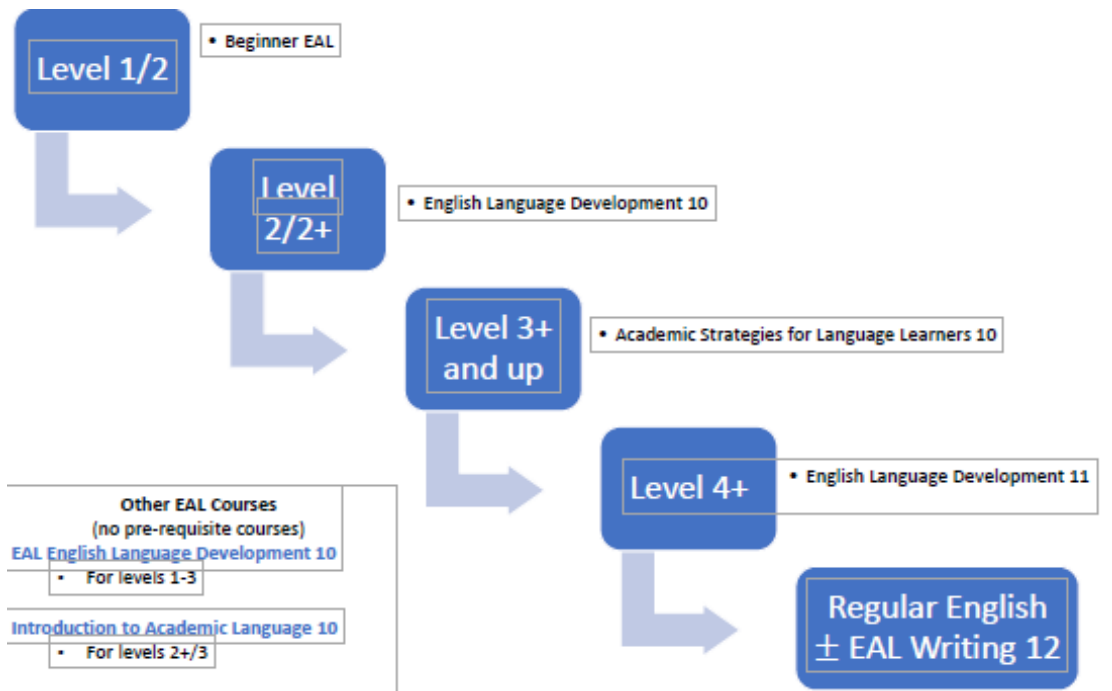 Level 1/2
• Beginner EAL
Level
2/2+
• English Language Development 10
Level 3+
and up
• Academic Strategies for Language Learners 10
Level 4+
• English Language Development 11
Regular English
± EAL Writing 12
Other EAL Courses
(no pre-requisite courses)
EAL English Language Development 10
• For levels 1-3
Introduction to Academic Language 10
• For levels 2+/3